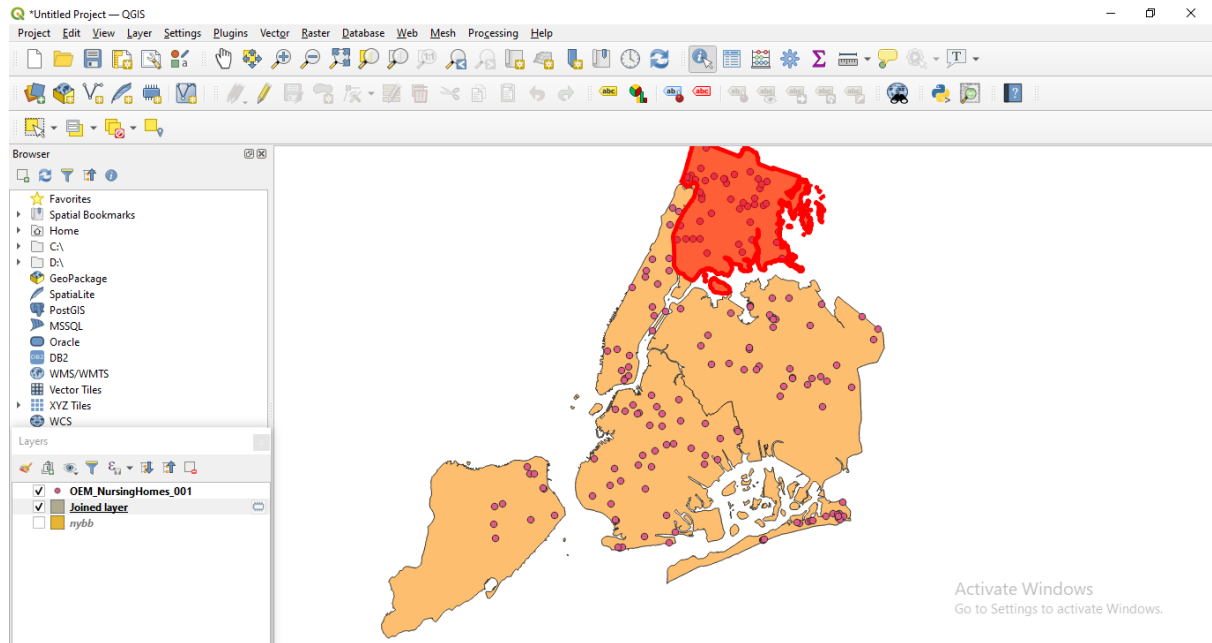 *Untitled Project — QGIS
Project Edit View Layer Settings Plugins Vector Raster Database Web Mesh Processing Help
Browser
Favorites
Spatial Bookmarks
Home
C:\
D:\
GeoPackage
SpatiaLite
PostGIS
MSSQL
Oracle
DB2
WMS/WMTS
Vector Tiles
XYZ Tiles
WCS
Layers
OEM_NursingHomes_001
Joined layer
nybb
Activate Windows
Go to Settings to activate Windows.